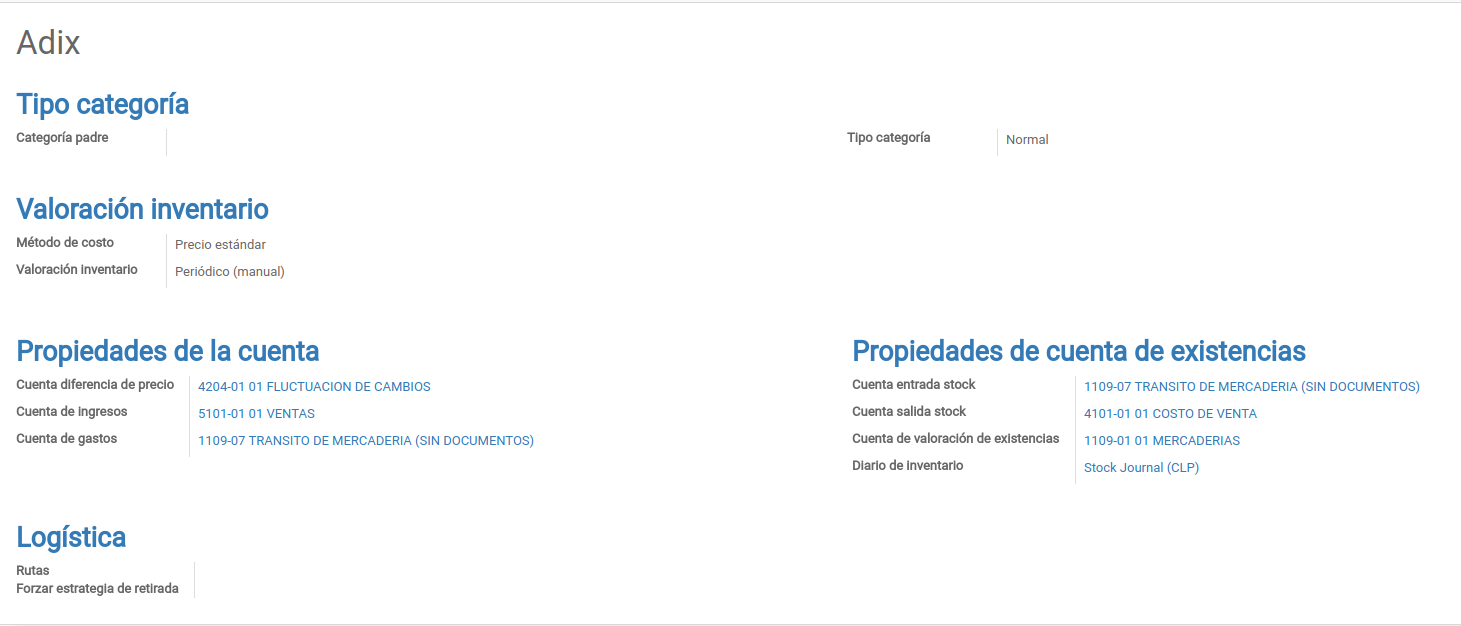 Adix
Tipo categoría
Categoría padre
Tipo categoría Normal
Valoración inventario
Método de costo Precio estándar
Valoración inventario Periódico (manual)
Propiedades de la cuenta
Cuenta diferencia de precio 4204-01 01 FLUCTUACION DE CAMBIOS
Cuenta de ingresos 5101-01 01 VENTAS
Cuenta de gastos 1109-07 TRANSITO DE MERCADERIA (SIN DOCUMENTOS)
Propiedades de cuenta de existencias
Cuenta entrada stock 1109-07 TRANSITO DE MERCADERIA (SIN DOCUMENTOS)
Cuenta salida stock 4101-01 01 COSTO DE VENTA
Cuenta de valoración de existencias 1109-01 01 MERCADERIAS
Diario de inventario Stock Journal (CLP)
Logística
Rutas
Forzar estrategia de retirada